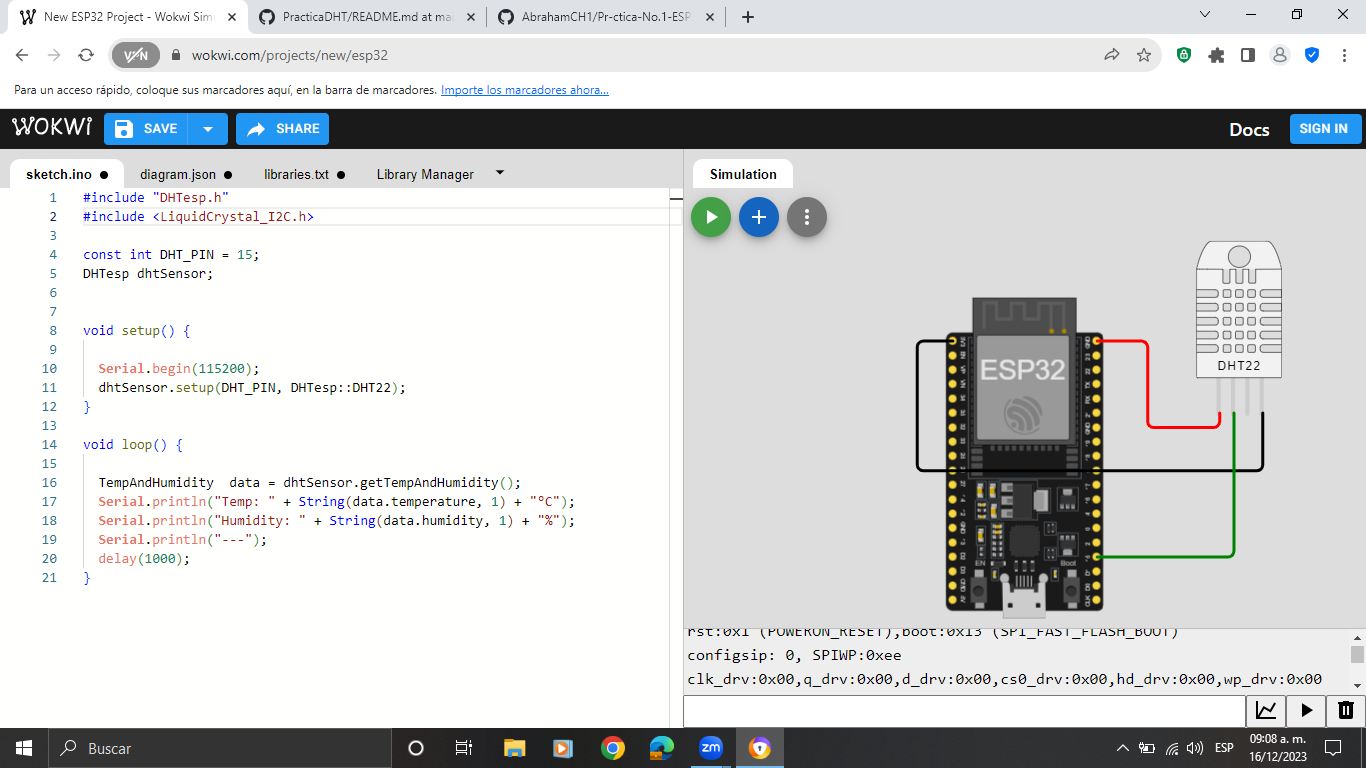 New ESP32 Project - Wokwi Sim
PracticaDHT/README.md at ma
AbrahamCH1/Pr-ctica-No.1-ESP
VPN
wokwi.com/projects/new/esp32
Para un acceso rápido, coloque sus marcadores aquí, en la barra de marcadores. Importe los marcadores ahora...
WOKWI
SAVE
SHARE
Docs
SIGN IN
sketch.ino
diagram.json
libraries.txt
Library Manager
Simulation
1 #include "DHTesp.h"
2 #include <LiquidCrystal_I2C.h>
3
4 const int DHT_PIN = 15;
5 DHTesp dhtSensor;
6
7
8 void setup() {
9
10 Serial.begin(115200);
11 dhtSensor.setup(DHT_PIN, DHTesp::DHT22);
12 }
13
14 void loop() {
15
16 TempAndHumidity  data = dhtSensor.getTempAndHumidity();
17 Serial.println("Temp: " + String(data.temperature, 1) + "°C");
18 Serial.println("Humidity: " + String(data.humidity, 1) + "%");
19 Serial.println("---");
20 delay(1000);
21 }
DHT22
ESP32
EN
Boot
rst:0x1 (POWERON_RESET),boot:0x13 (SPI_FAST_FLASH_BOOT)
configsip: 0, SPIWP:0xee
clk_drv:0x00,q_drv:0x00,d_drv:0x00,cs0_drv:0x00,hd_drv:0x00,wp_drv:0x00
Buscar
zm
ESP
09:08 a. m.
16/12/2023